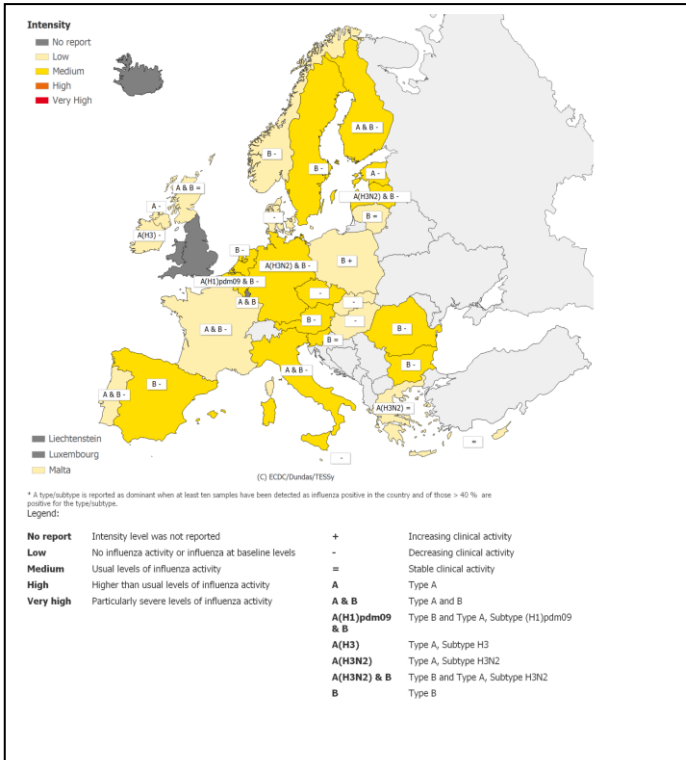 Intensity
No report
Low
Medium
High
Very High
A & B -
B -
B -
A & B =
A -
A -
A(H3N2) & B -
-
B =
A(H3) -
B -
A(H3N2) & B -
B +
A(H1)pdm09 & B -
-
A & B
-
-
B -
A & B -
B -
B =
B -
A & B -
B -
A & B -
A(H3N2) =
=
-
Liechtenstein
Luxembourg
Malta
(C) ECDC/Dundas/TESSy
* A type/subtype is reported as dominant when at least ten samples have been detected as influenza positive in the country and of those > 40 % are
positive for the type/subtype.
Legend:
No report Intensity level was not reported + Increasing clinical activity
Low No influenza activity or influenza at baseline levels - Decreasing clinical activity
Medium Usual levels of influenza activity = Stable clinical activity
High Higher than usual levels of influenza activity A Type A
Very high Particularly severe levels of influenza activity A & B Type A and B
A(H1)pdm09 Type B and Type A, Subtype (H1)pdm09
& B
A(H3) Type A, Subtype H3
A(H3N2) Type A, Subtype H3N2
A(H3N2) & B Type B and Type A, Subtype H3N2
B Type B